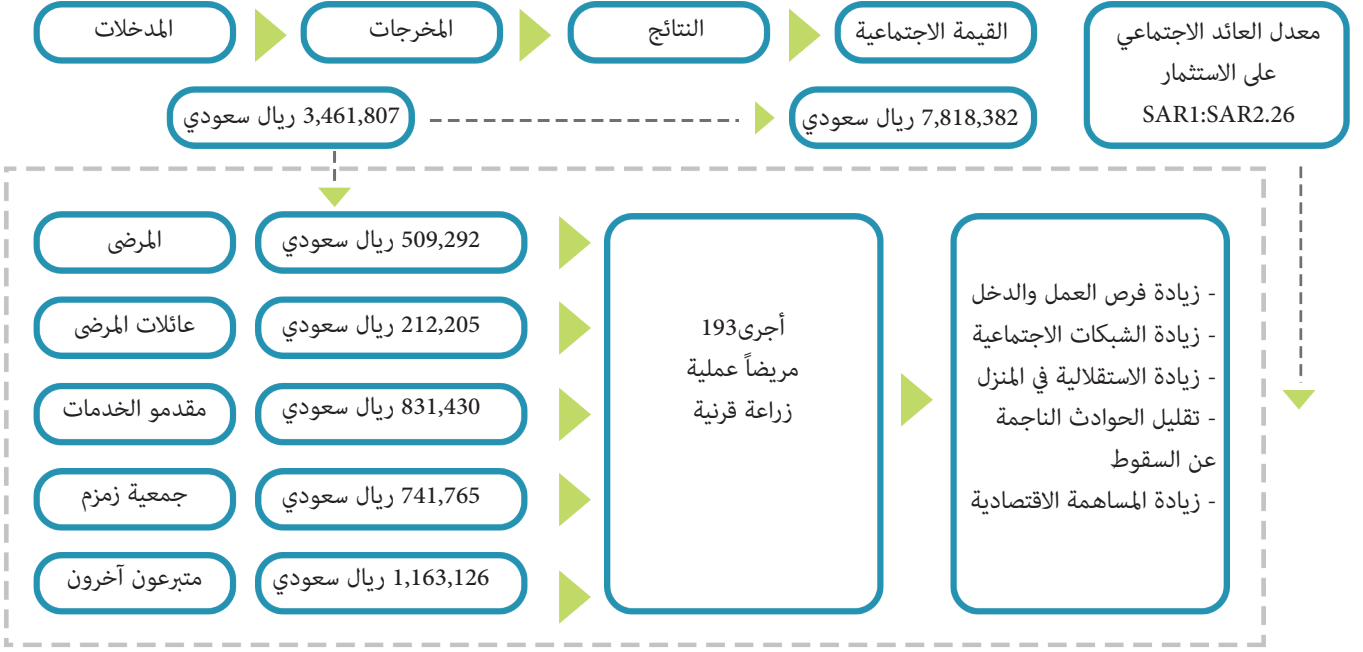 المدخلات
المخرجات
النتائج
القيمة الاجتماعية
معدل العائد الاجتماعي
على الاستثمار
SAR1:SAR2.26
3,461,807 ريال سعودي
7,818,382 ريال سعودي
المرضى
509,292 ريال سعودي
عائلات المرضى
212,205 ريال سعودي
مقدمو الخدمات
831,430 ريال سعودي
جمعية زمزم
741,765 ريال سعودي
متبرعون آخرون
1,163,126 ريال سعودي
أجرى193
مريضاً عملية
زراعة قرنية
- زيادة فرص العمل والدخل
- زيادة الشبكات الاجتماعية
- زيادة الاستقلالية في المنزل
- تقليل الحوادث الناجمة
عن السقوط
- زيادة المساهمة الاقتصادية